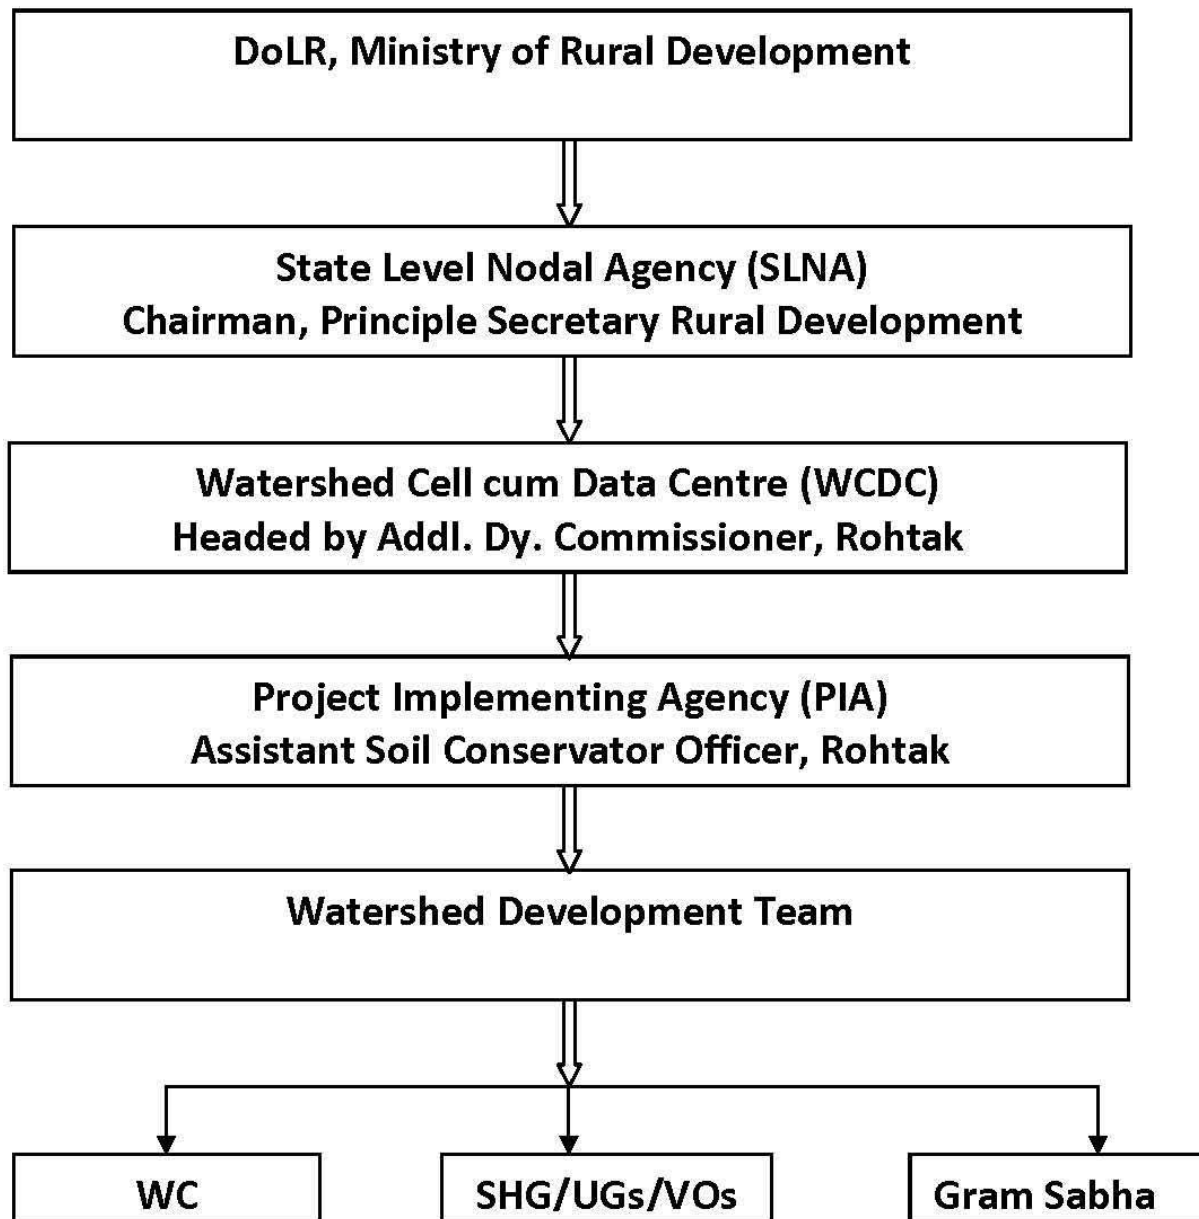 DoLR, Ministry of Rural Development
State Level Nodal Agency (SLNA)
Chairman, Principle Secretary Rural Development
Watershed Cell cum Data Centre (WCDC)
Headed by Addl. Dy. Commissioner, Rohtak
Project Implementing Agency (PIA)
Assistant Soil Conservator Officer, Rohtak
Watershed Development Team
WC
SHG/UGs/VOs
Gram Sabha